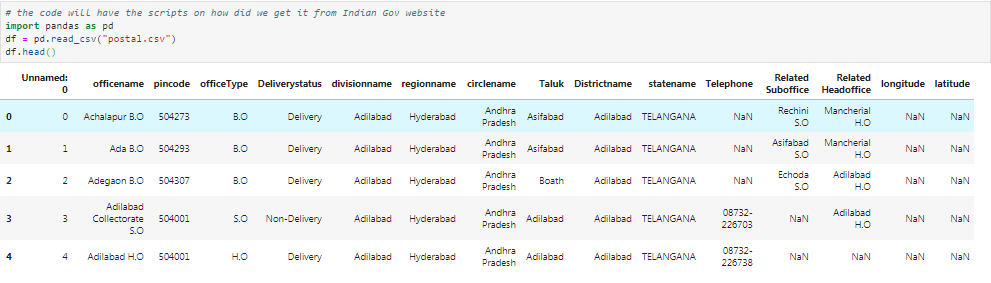 # the code will have the scripts on how did we get it from Indian Gov website
import pandas as pd
df = pd.read_csv("postal.csv")
df.head()
Unnamed: 0 officename pincode officeType Deliverystatus divisionname regionname circlename Taluk Districtname statename Telephone Related Suboffice Related Headoffice longitude latitude
0 0 Achalapur B.O 504273 B.O Delivery Adilabad Hyderabad Andhra Pradesh Asifabad Adilabad TELANGANA NaN Rechini S.O Mancherial H.O NaN NaN
1 1 Ada B.O 504293 B.O Delivery Adilabad Hyderabad Andhra Pradesh Asifabad Adilabad TELANGANA NaN Asifabad S.O Mancherial H.O NaN NaN
2 2 Adegaon B.O 504307 B.O Delivery Adilabad Hyderabad Andhra Pradesh Boath Adilabad TELANGANA NaN Echoda S.O Adilabad H.O NaN NaN
3 3 Adilabad Collectorate S.O 504001 S.O Non-Delivery Adilabad Hyderabad Andhra Pradesh Adilabad Adilabad TELANGANA 08732-226703 NaN Adilabad H.O NaN NaN
4 4 Adilabad H.O 504001 H.O Delivery Adilabad Hyderabad Andhra Pradesh Adilabad Adilabad TELANGANA 08732-226738 NaN NaN NaN NaN